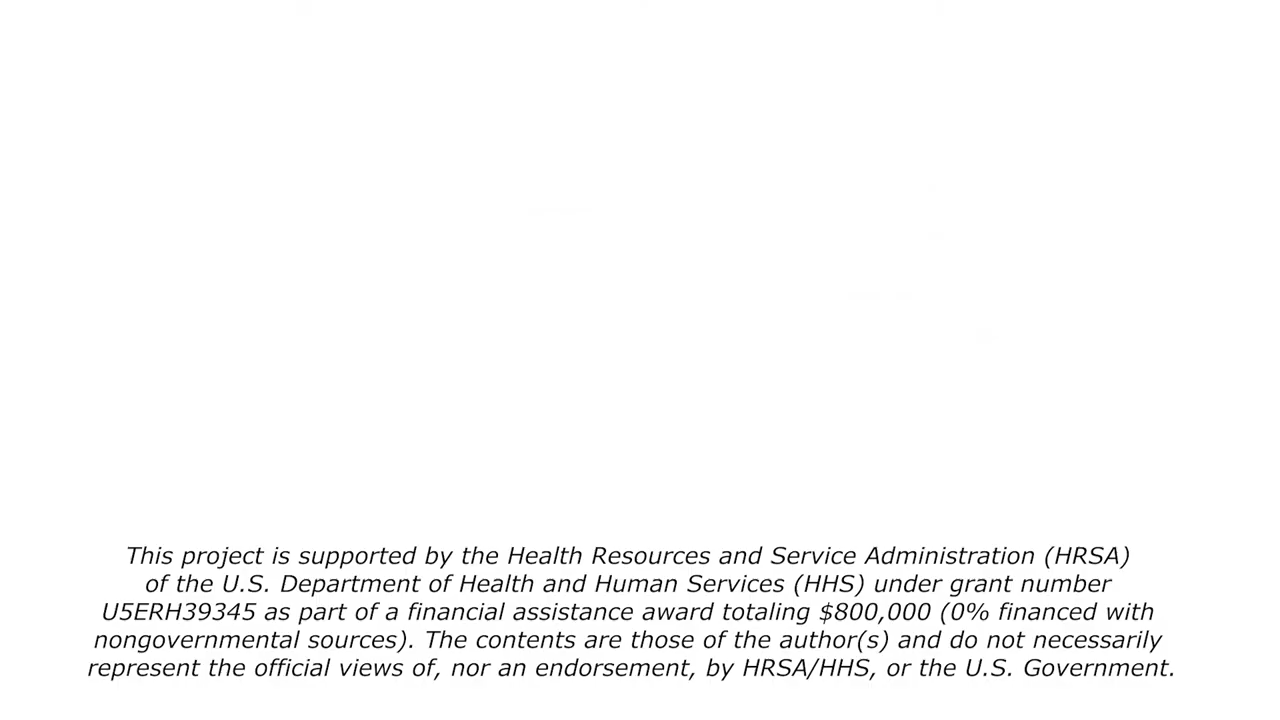 This project is supported by the Health Resources and Service Administration (HRSA)
of the U.S. Department of Health and Human Services (HHS) under grant number
U5ERH39345 as part of a financial assistance award totaling $800,000 (0% financed with
nongovernmental sources). The contents are those of the author(s) and do not necessarily
represent the official views of, nor an endorsement, by HRSA/HHS, or the U.S. Government.